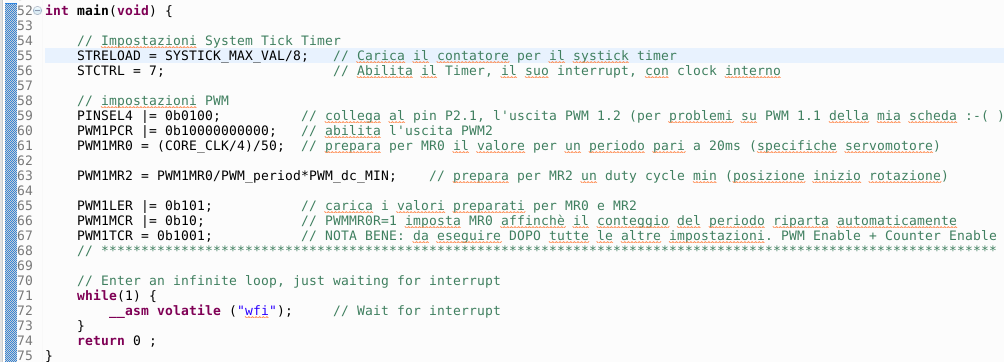 52 int main(void) {
53
54 // Impostazioni System Tick Timer
55 STRELOAD = SYSTICK_MAX_VAL/8; // Carica il contatore per il systick timer
56 STCTRL = 7; // Abilita il Timer, il suo interrupt, con clock interno
57
58 // impostazioni PWM
59 PINSEL4 |= 0b0100; // collega al pin P2.1, l'uscita PWM 1.2 (per problemi su PWM 1.1 della mia scheda :-( )
60 PWM1PCR |= 0b10000000000; // abilita l'uscita PWM2
61 PWM1MR0 = (CORE_CLK/4)/50; // prepara per MR0 il valore per un periodo pari a 20ms (specifiche servomotore)
62
63 PWM1MR2 = PWM1MR0/PWM_period*PWM_dc_MIN; // prepara per MR2 un duty cycle min (posizione inizio rotazione)
64
65 PWM1LER |= 0b101; // carica i valori preparati per MR0 e MR2
66 PWM1MCR |= 0b10; // PWMMR0R=1 imposta MR0 affinchè il conteggio del periodo riparta automaticamente
67 PWM1TCR = 0b1001; // NOTA BENE: da eseguire DOPO tutte le altre impostazioni. PWM Enable + Counter Enable
68 // ****************************************************************************************************************
69
70 // Enter an infinite loop, just waiting for interrupt
71 while(1) {
72 __asm volatile ("wfi"); // Wait for interrupt
73 }
74 return 0 ;
75 }